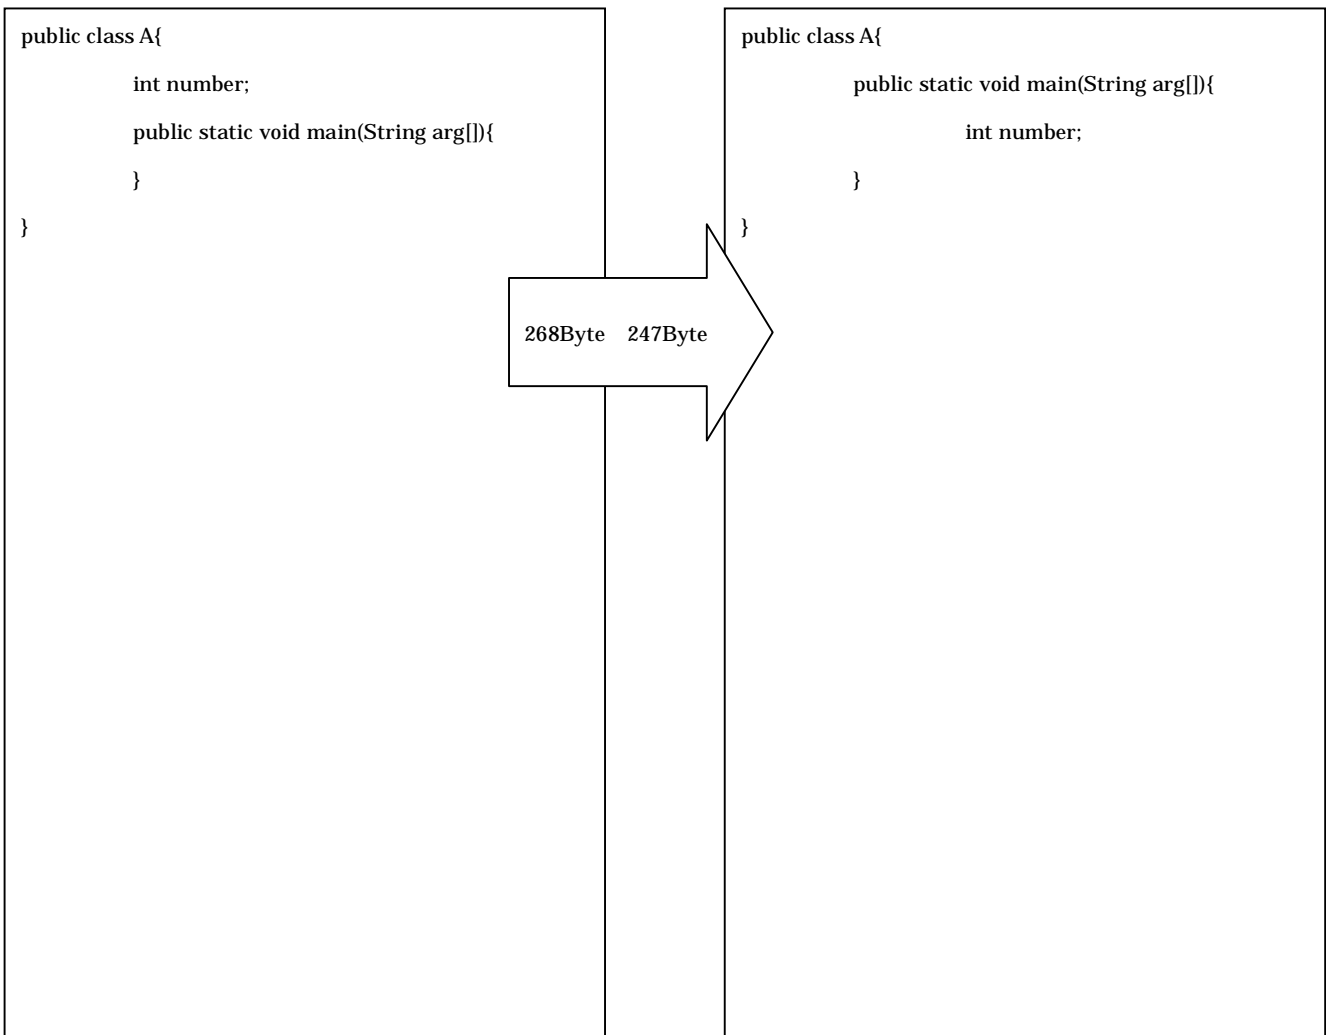 public class A{
int number;
public static void main(String arg[]){
}
}
268Byte 247Byte
public class A{
public static void main(String arg[]){
int number;
}
}